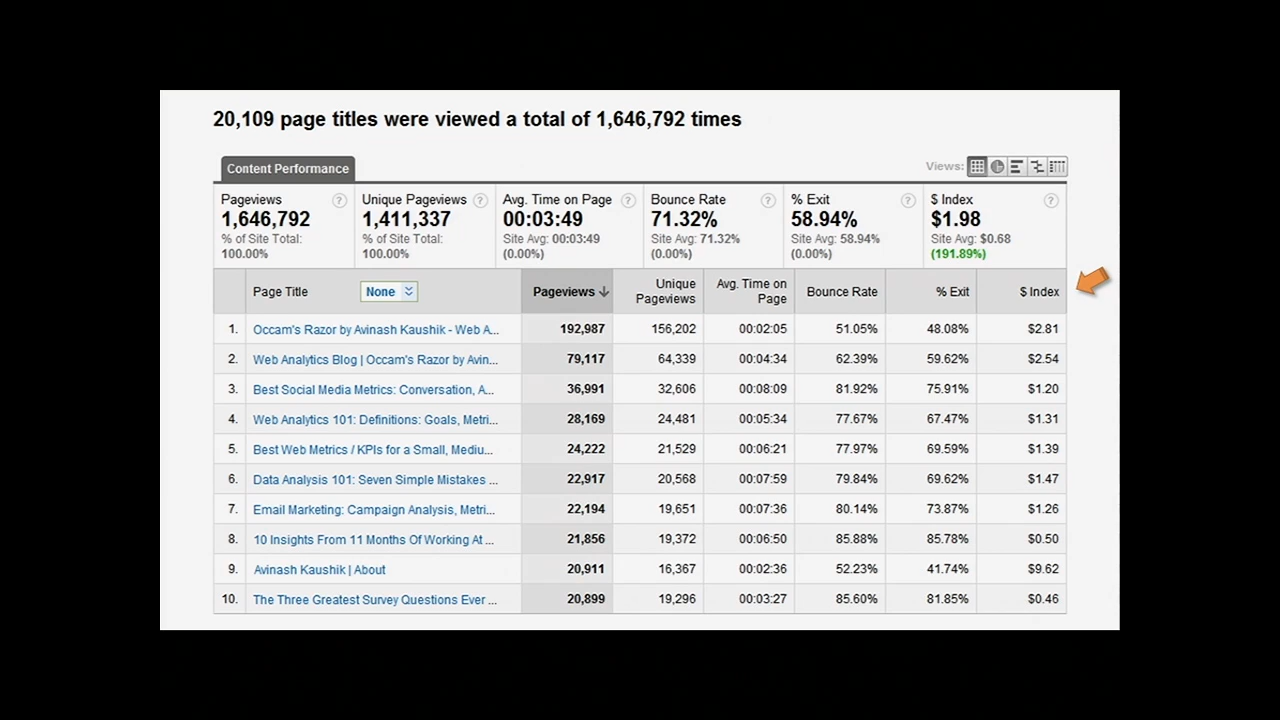 20,109 page titles were viewed a total of 1,646,792 times
Content Performance
Views:
Pageviews ? Unique Pageviews ? Avg. Time on Page ? Bounce Rate ? % Exit ? $ Index ?
1,646,792 1,411,337 00:03:49 71.32% 58.94% $1.98
% of Site Total: % of Site Total: Site Avg: 00:03:49 Site Avg: 71.32% Site Avg: 58.94% Site Avg: $0.68
100.00% 100.00% (0.00%) (0.00%) (0.00%) (191.89%)
Page Title None Pageviews Unique Pageviews Avg. Time on Page Bounce Rate % Exit $ Index
1. Occam's Razor by Avinash Kaushik - Web A... 192,987 156,202 00:02:05 51.05% 48.08% $2.81
2. Web Analytics Blog | Occam's Razor by Avin... 79,117 64,339 00:04:34 62.39% 59.62% $2.54
3. Best Social Media Metrics: Conversation, A... 36,991 32,606 00:08:09 81.92% 75.91% $1.20
4. Web Analytics 101: Definitions: Goals, Metri... 28,169 24,481 00:05:34 77.67% 67.47% $1.31
5. Best Web Metrics / KPIs for a Small, Mediu... 24,222 21,529 00:06:21 77.97% 69.59% $1.39
6. Data Analysis 101: Seven Simple Mistakes ... 22,917 20,568 00:07:59 79.84% 69.62% $1.47
7. Email Marketing: Campaign Analysis, Metri... 22,194 19,651 00:07:36 80.14% 73.87% $1.26
8. 10 Insights From 11 Months Of Working At ... 21,856 19,372 00:06:50 85.88% 85.78% $0.50
9. Avinash Kaushik | About 20,911 16,367 00:02:36 52.23% 41.74% $9.62
10. The Three Greatest Survey Questions Ever ... 20,899 19,296 00:03:27 85.60% 81.85% $0.46